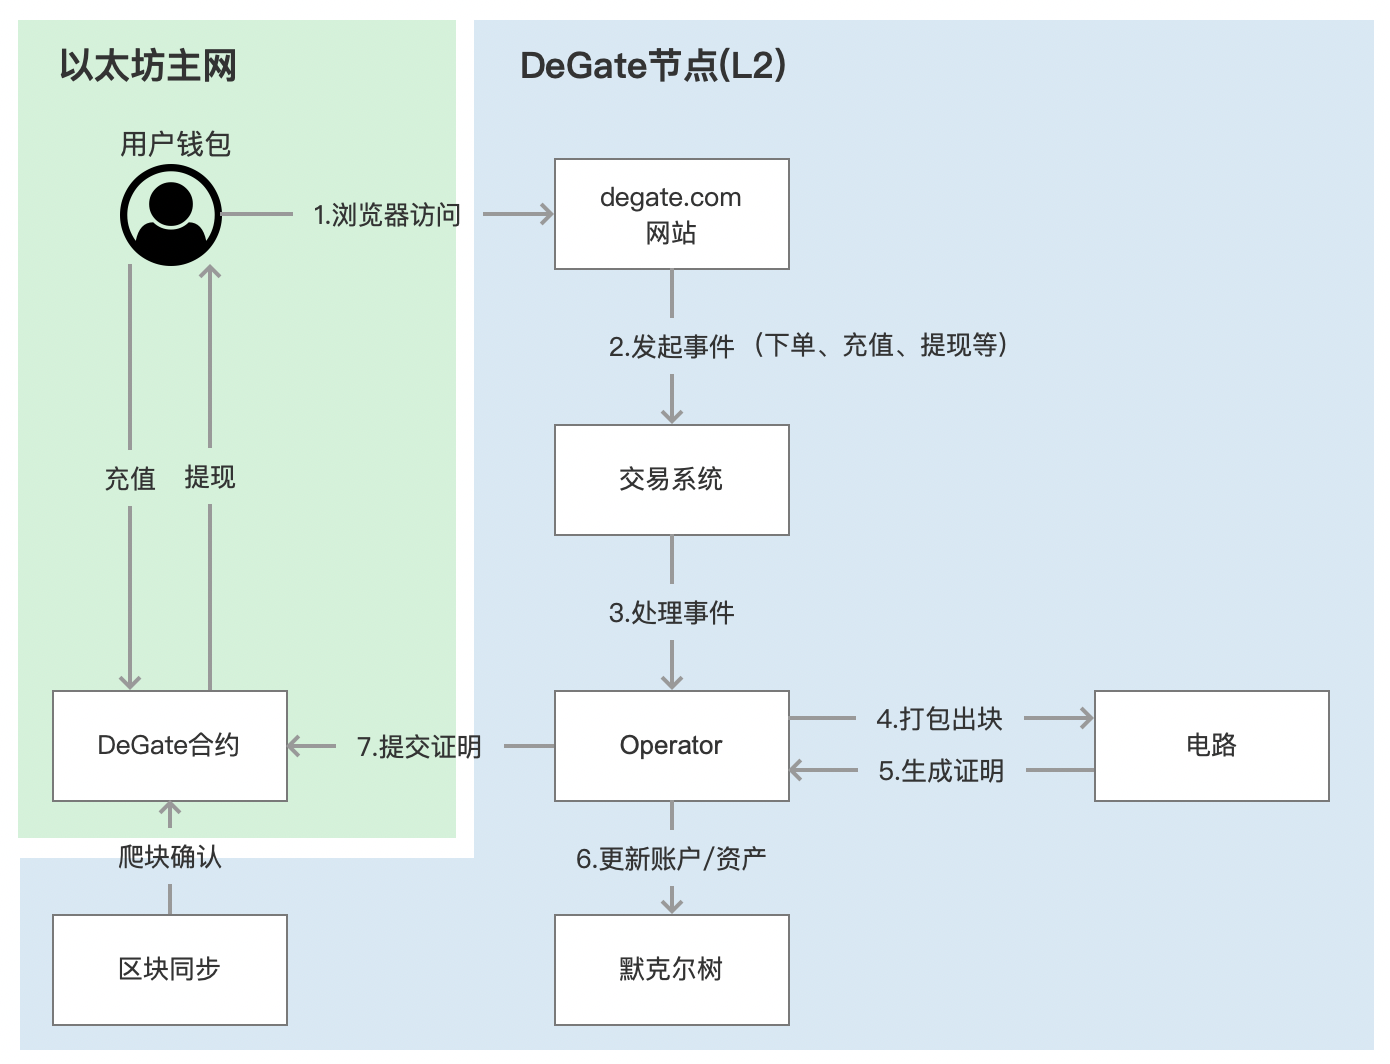 以太坊主网
DeGate节点(L2)
用户钱包
1.浏览器访问
degate.com
网站
2.发起事件（下单、充值、提现等）
充值
提现
交易系统
3.处理事件
DeGate合约
7.提交证明
Operator
4.打包出块
5.生成证明
电路
爬块确认
6.更新账户/资产
区块同步
默克尔树